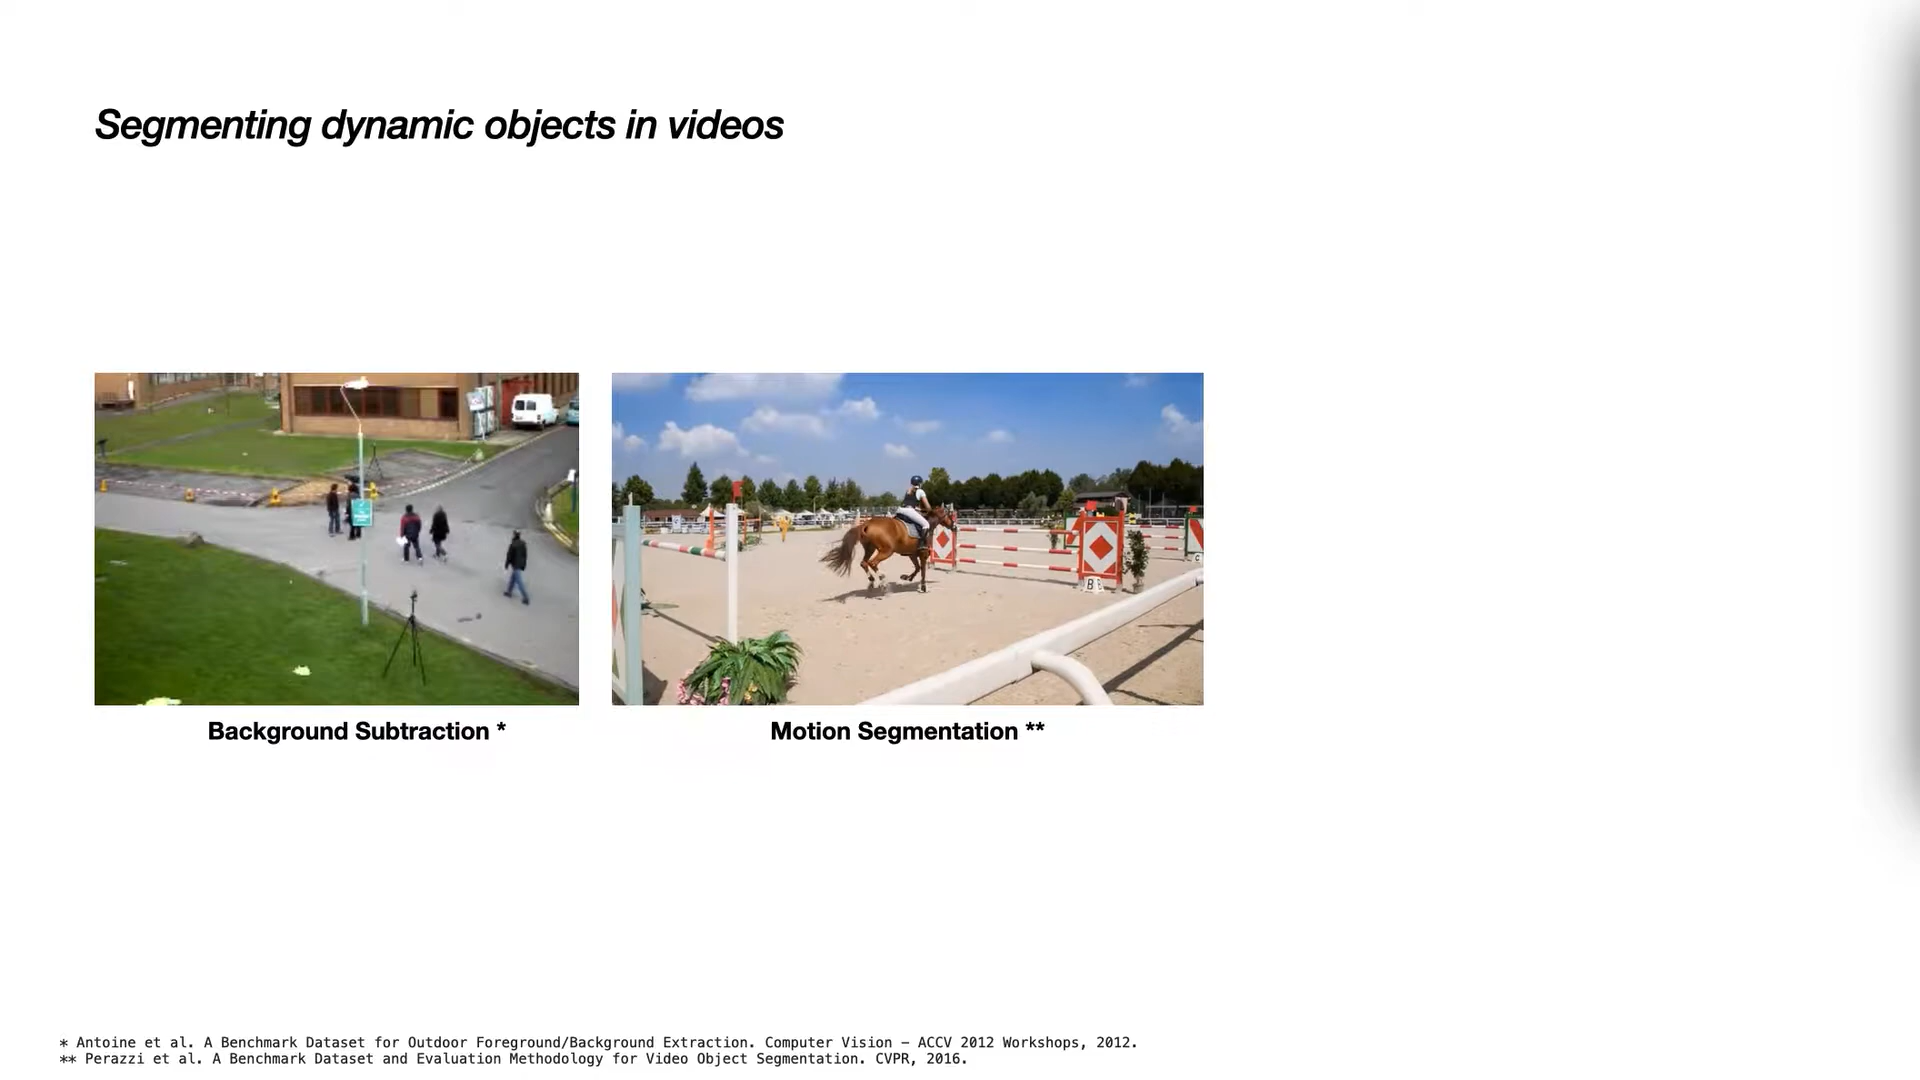 Segmenting dynamic objects in videos
Background Subtraction *
Motion Segmentation **
B
C
* Antoine et al. A Benchmark Dataset for Outdoor Foreground/Background Extraction. Computer Vision – ACCV 2012 Workshops, 2012.
** Perazzi et al. A Benchmark Dataset and Evaluation Methodology for Video Object Segmentation. CVPR, 2016.